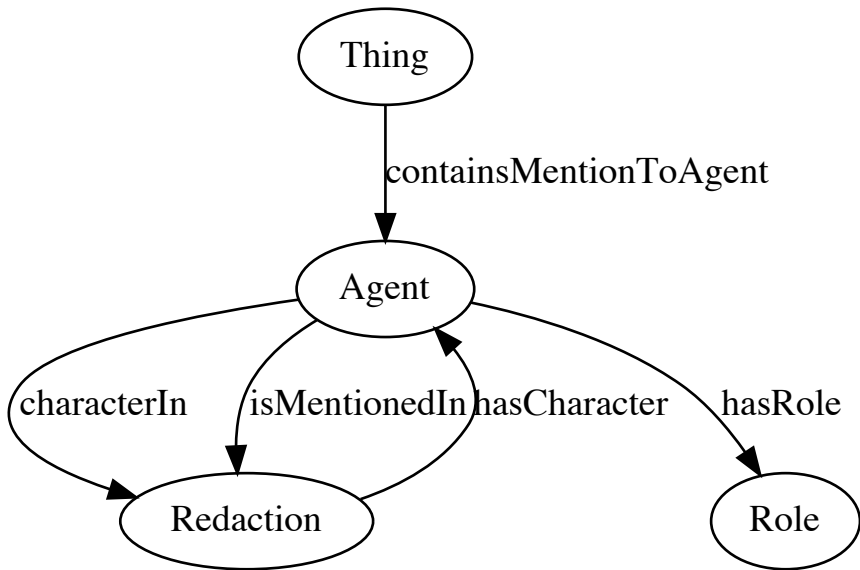 Thing
containsMentionToAgent
Agent
characterIn
isMentionedIn
hasCharacter
hasRole
Redaction
Role